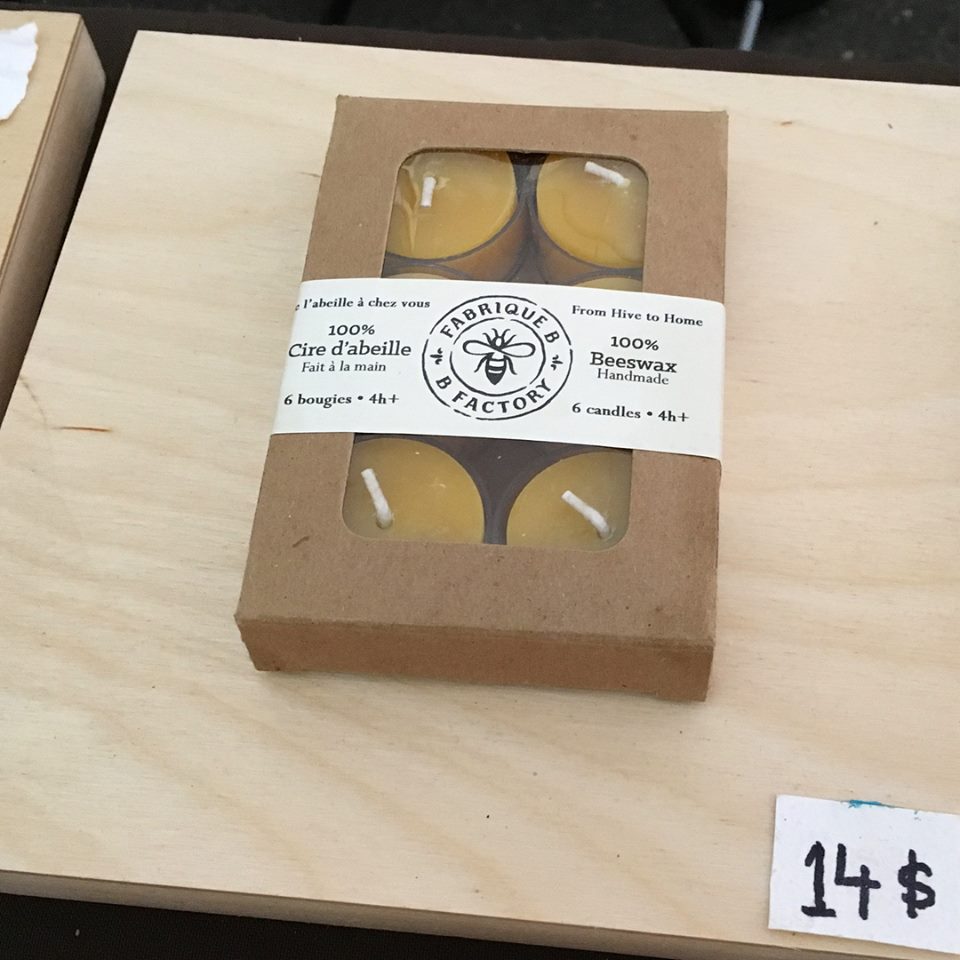 l'abeille à chez vous
100%
Cire d'abeille
Fait à la main
6 bougies • 4h+
FABRIQUE B
B FACTORY
From Hive to Home
100%
Beeswax
Handmade
6 candles • 4h+
14 $